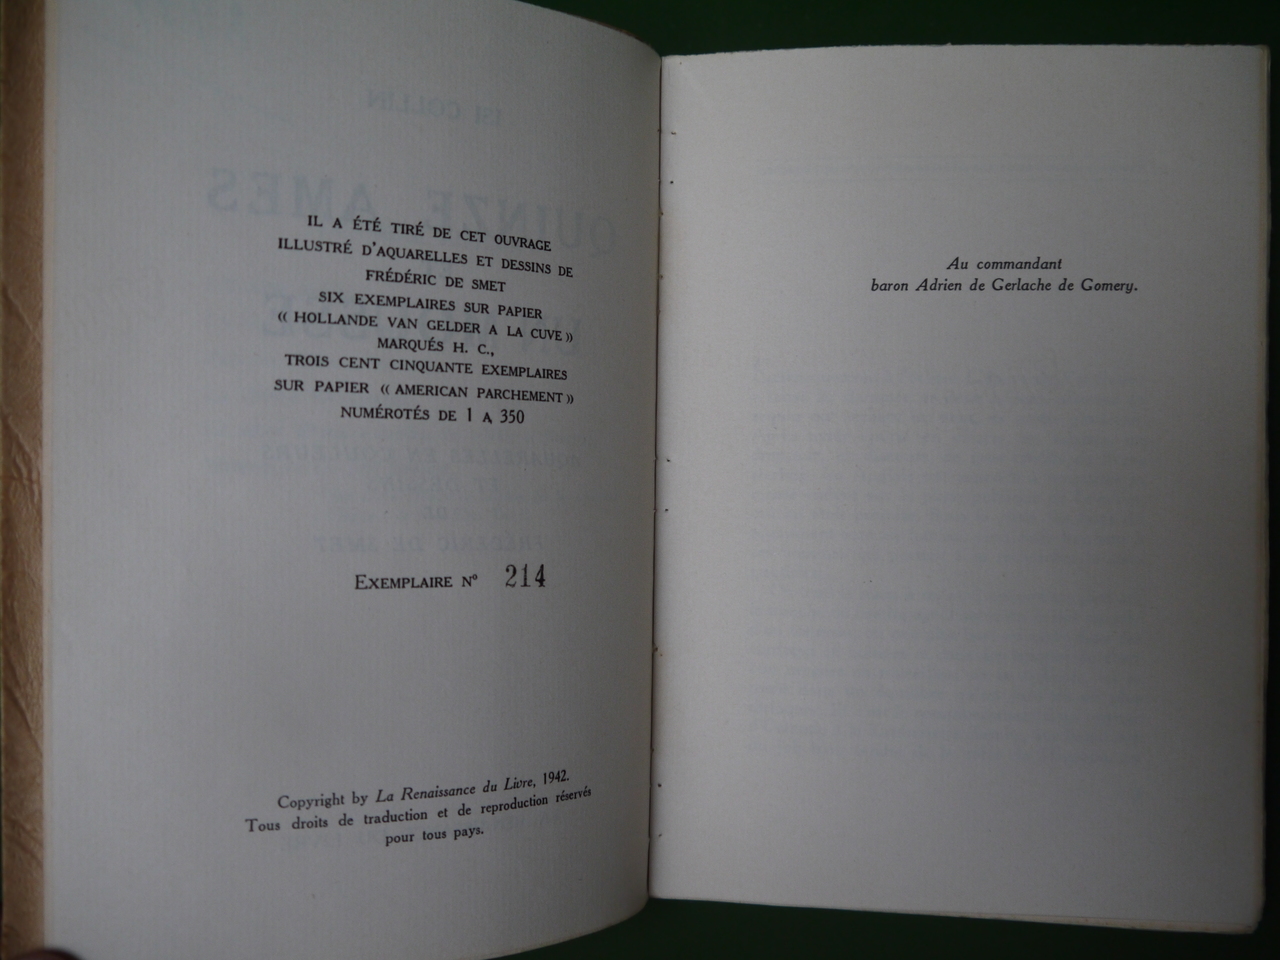 IL A ÉTÉ TIRÉ DE CET OUVRAGE
ILLUSTRÉ D'AQUARELLES ET DESSINS DE
FRÉDÉRIC DE SMET
SIX EXEMPLAIRES SUR PAPIER
« HOLLANDE VAN GELDER A LA CUVE »
MARQUÉS H. C.,
TROIS CENT CINQUANTE EXEMPLAIRES
SUR PAPIER « AMERICAN PARCHEMENT »
NUMÉROTÉS DE 1 A 350
EXEMPLAIRE N° 214
Copyright by La Renaissance du Livre, 1942.
Tous droits de traduction et de reproduction réservés
pour tous pays.
Au commandant
baron Adrien de Gerlache de Gomery.